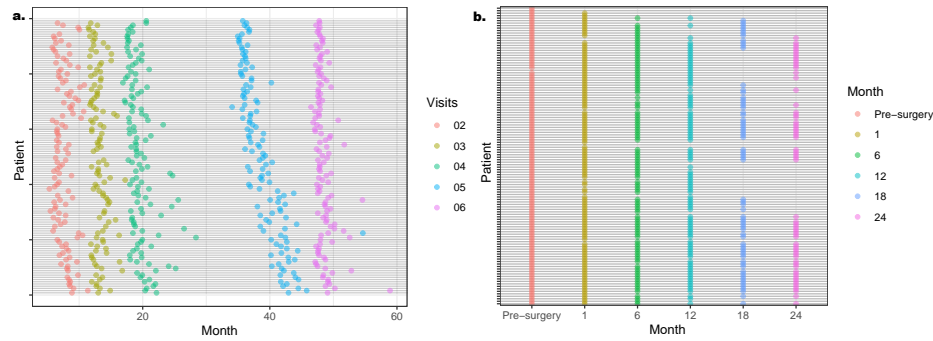 a.
Patient
20
40
60
Month
Visits
02
03
04
05
06
b.
Patient
Pre−surgery
1
6
12
18
24
Month
Month
Pre−surgery
1
6
12
18
24